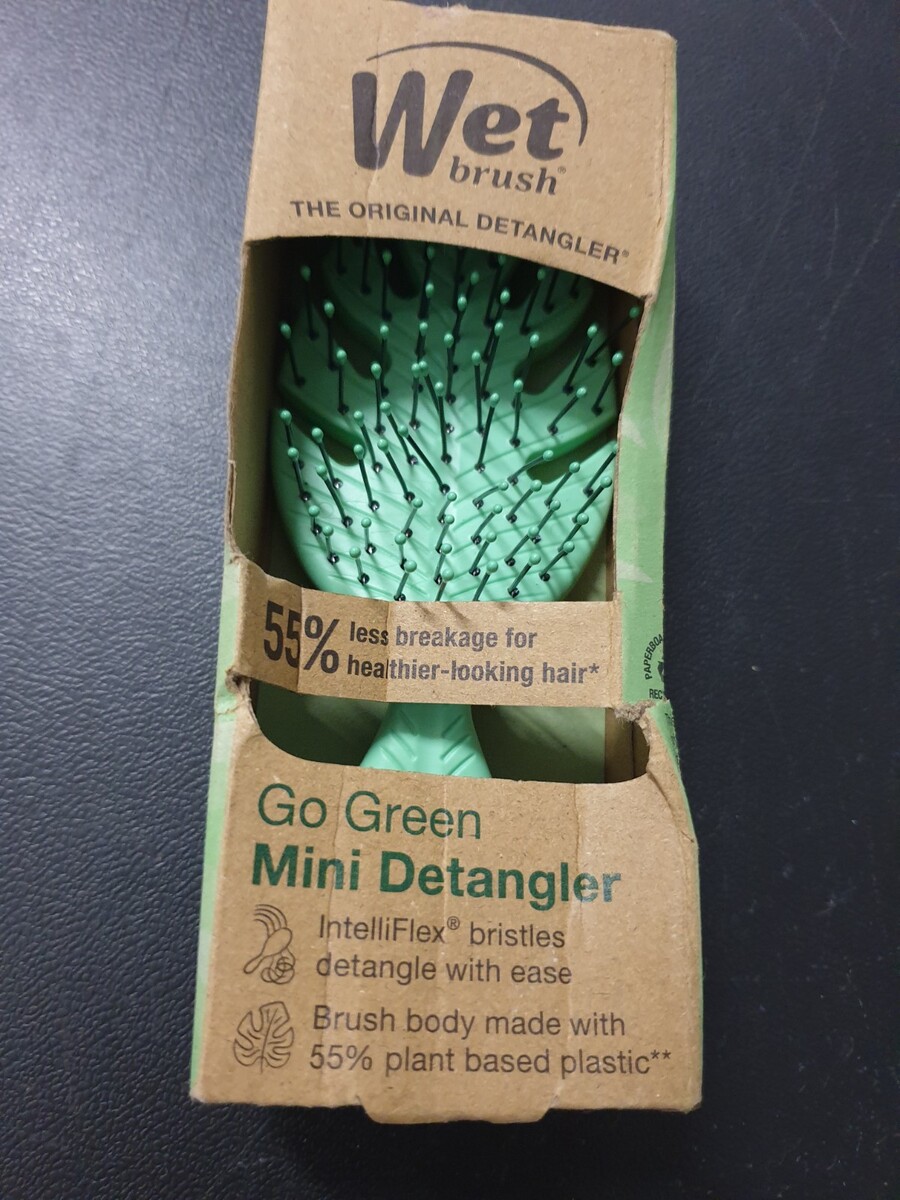 Wet
brush®
THE ORIGINAL DETANGLER®
55% less breakage for
healthier-looking hair*
Go Green
Mini Detangler
IntelliFlex® bristles
detangle with ease
Brush body made with
55% plant based plastic**